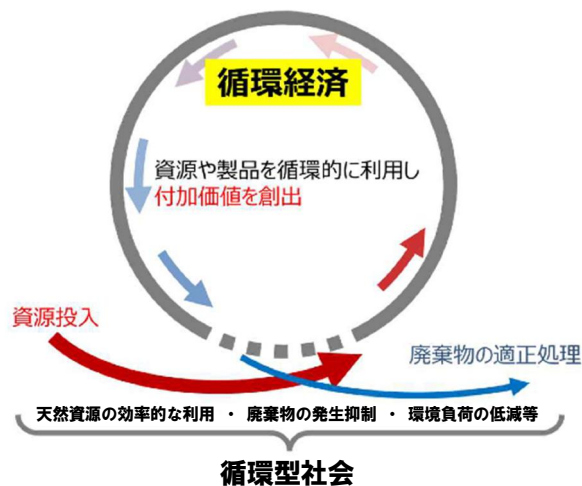 循環経済
資源や製品を循環的に利用し
付加価値を創出
資源投入
廃棄物の適正処理
天然資源の効率的な利用 ・ 廃棄物の発生抑制 ・ 環境負荷の低減等
循環型社会